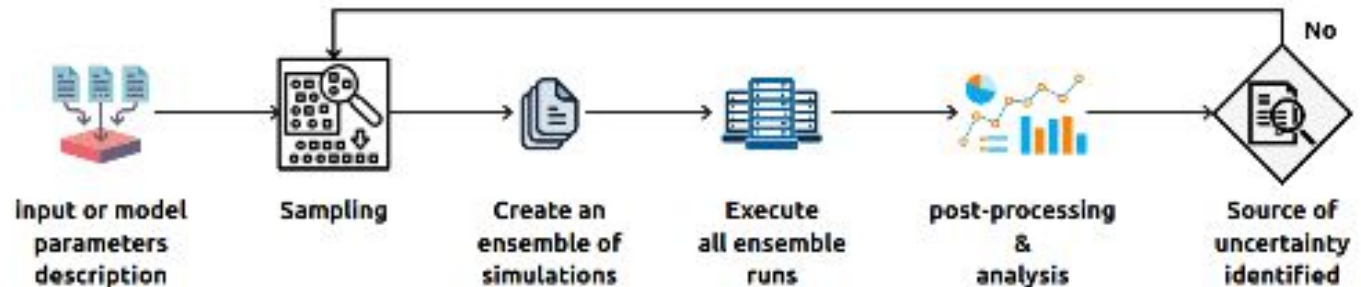 No
input or model
parameters
description
Sampling
Create an
ensemble of
simulations
Execute
all ensemble
runs
post-processing
&
analysis
Source of
uncertainty
identified